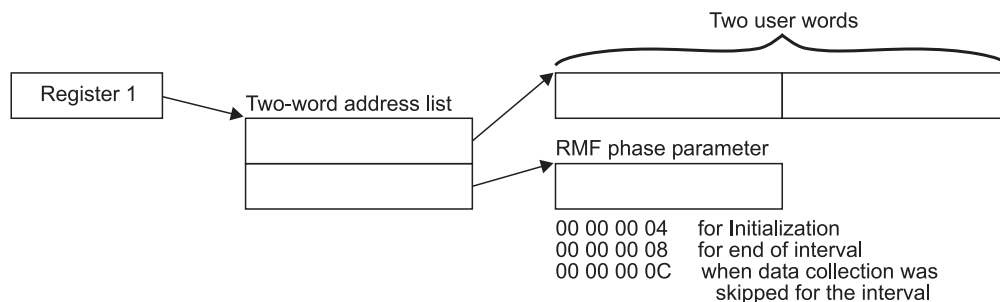 Two user words
Register 1
Two-word address list
RMF phase parameter
00 00 00 04 for Initialization
00 00 00 08 for end of interval
00 00 00 0C when data collection was
skipped for the interval